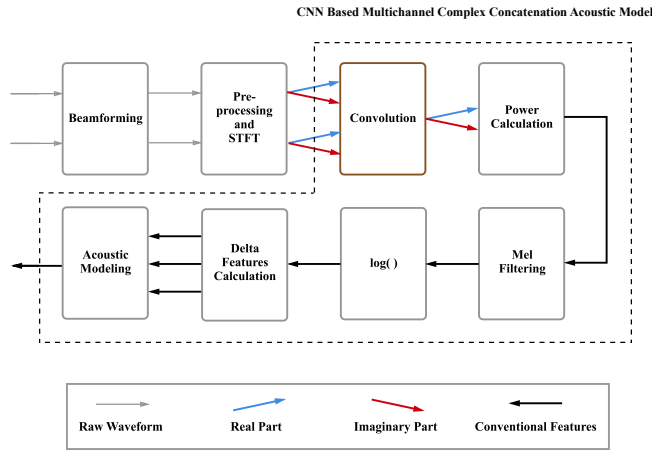 CNN Based Multichannel Complex Concatenation Acoustic Model
Beamforming
Pre-
processing
and
STFT
Convolution
Power
Calculation
Acoustic
Modeling
Delta
Features
Calculation
log( )
Mel
Filtering
Raw Waveform
Real Part
Imaginary Part
Conventional Features